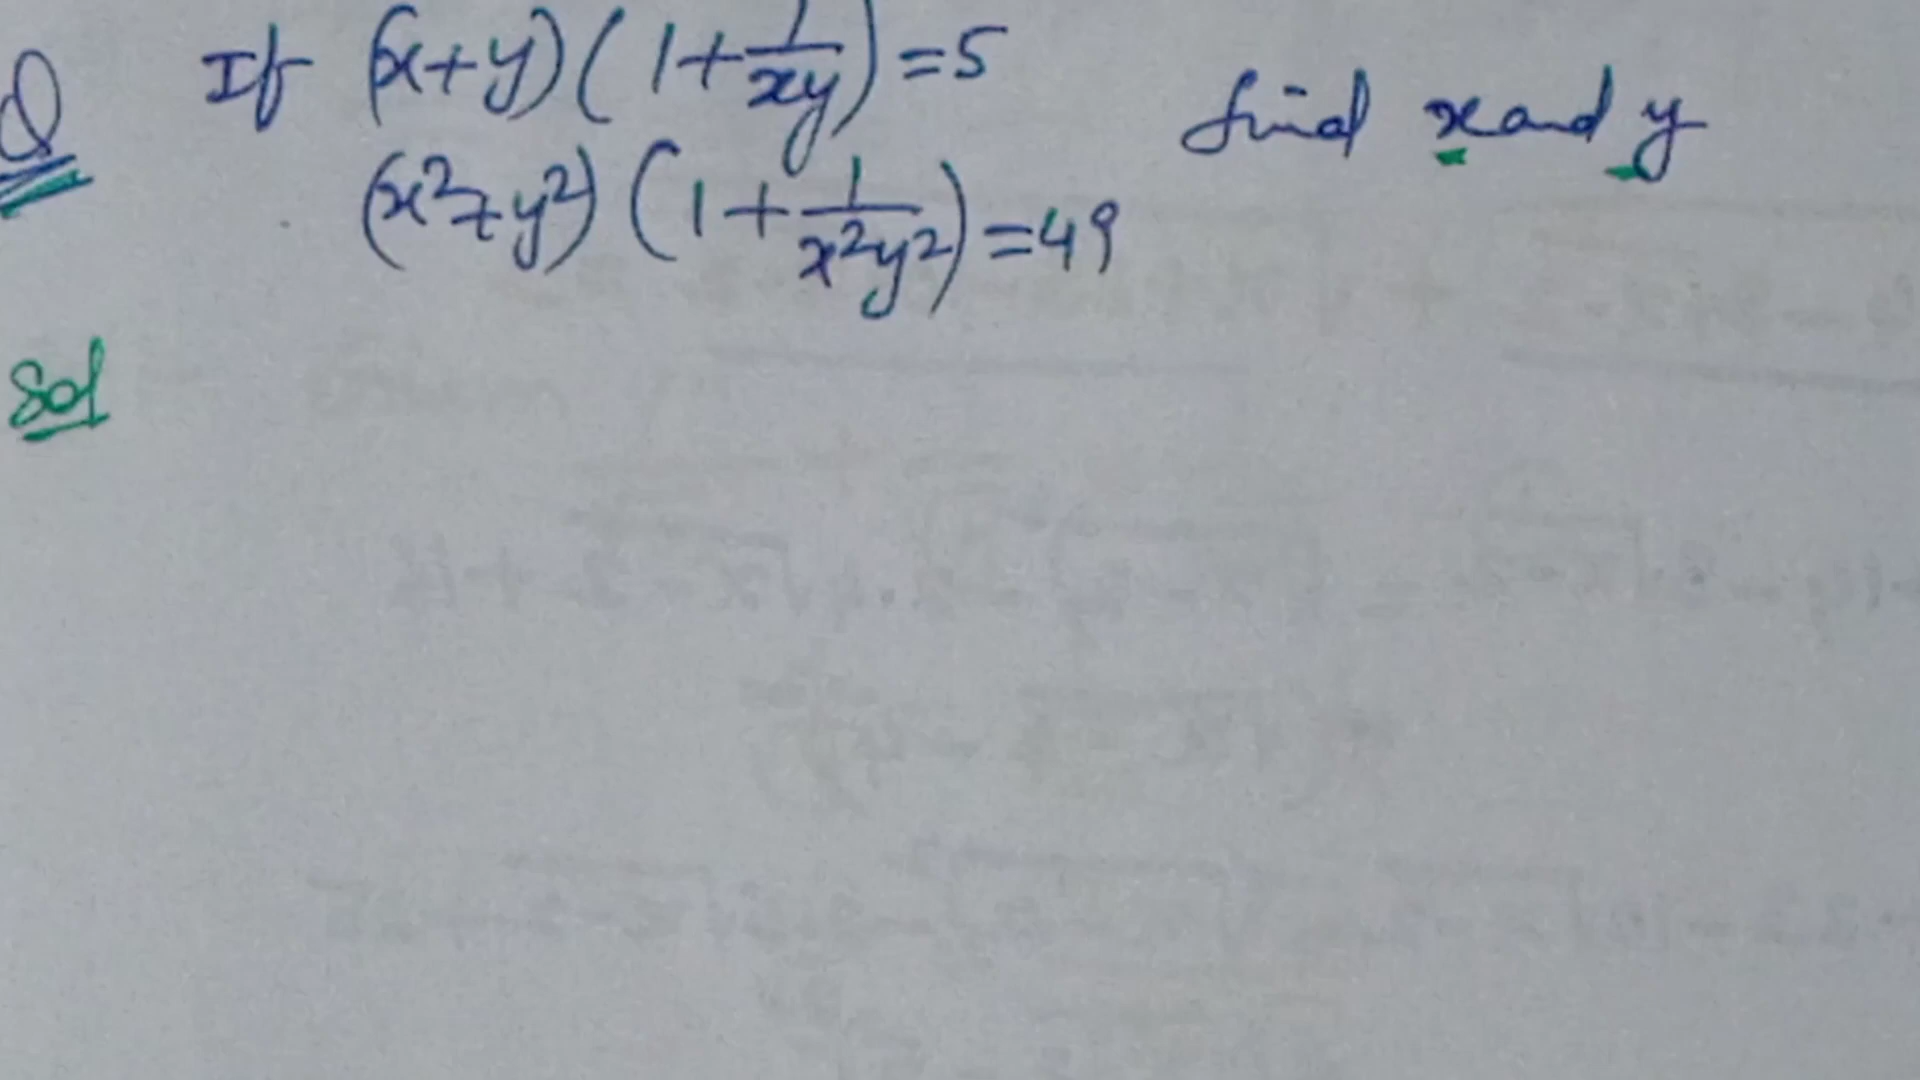 Q If (x+y)(1+1/xy)=5 find x and y
(x²+y²)(1+1/x²y²)=49
Sol